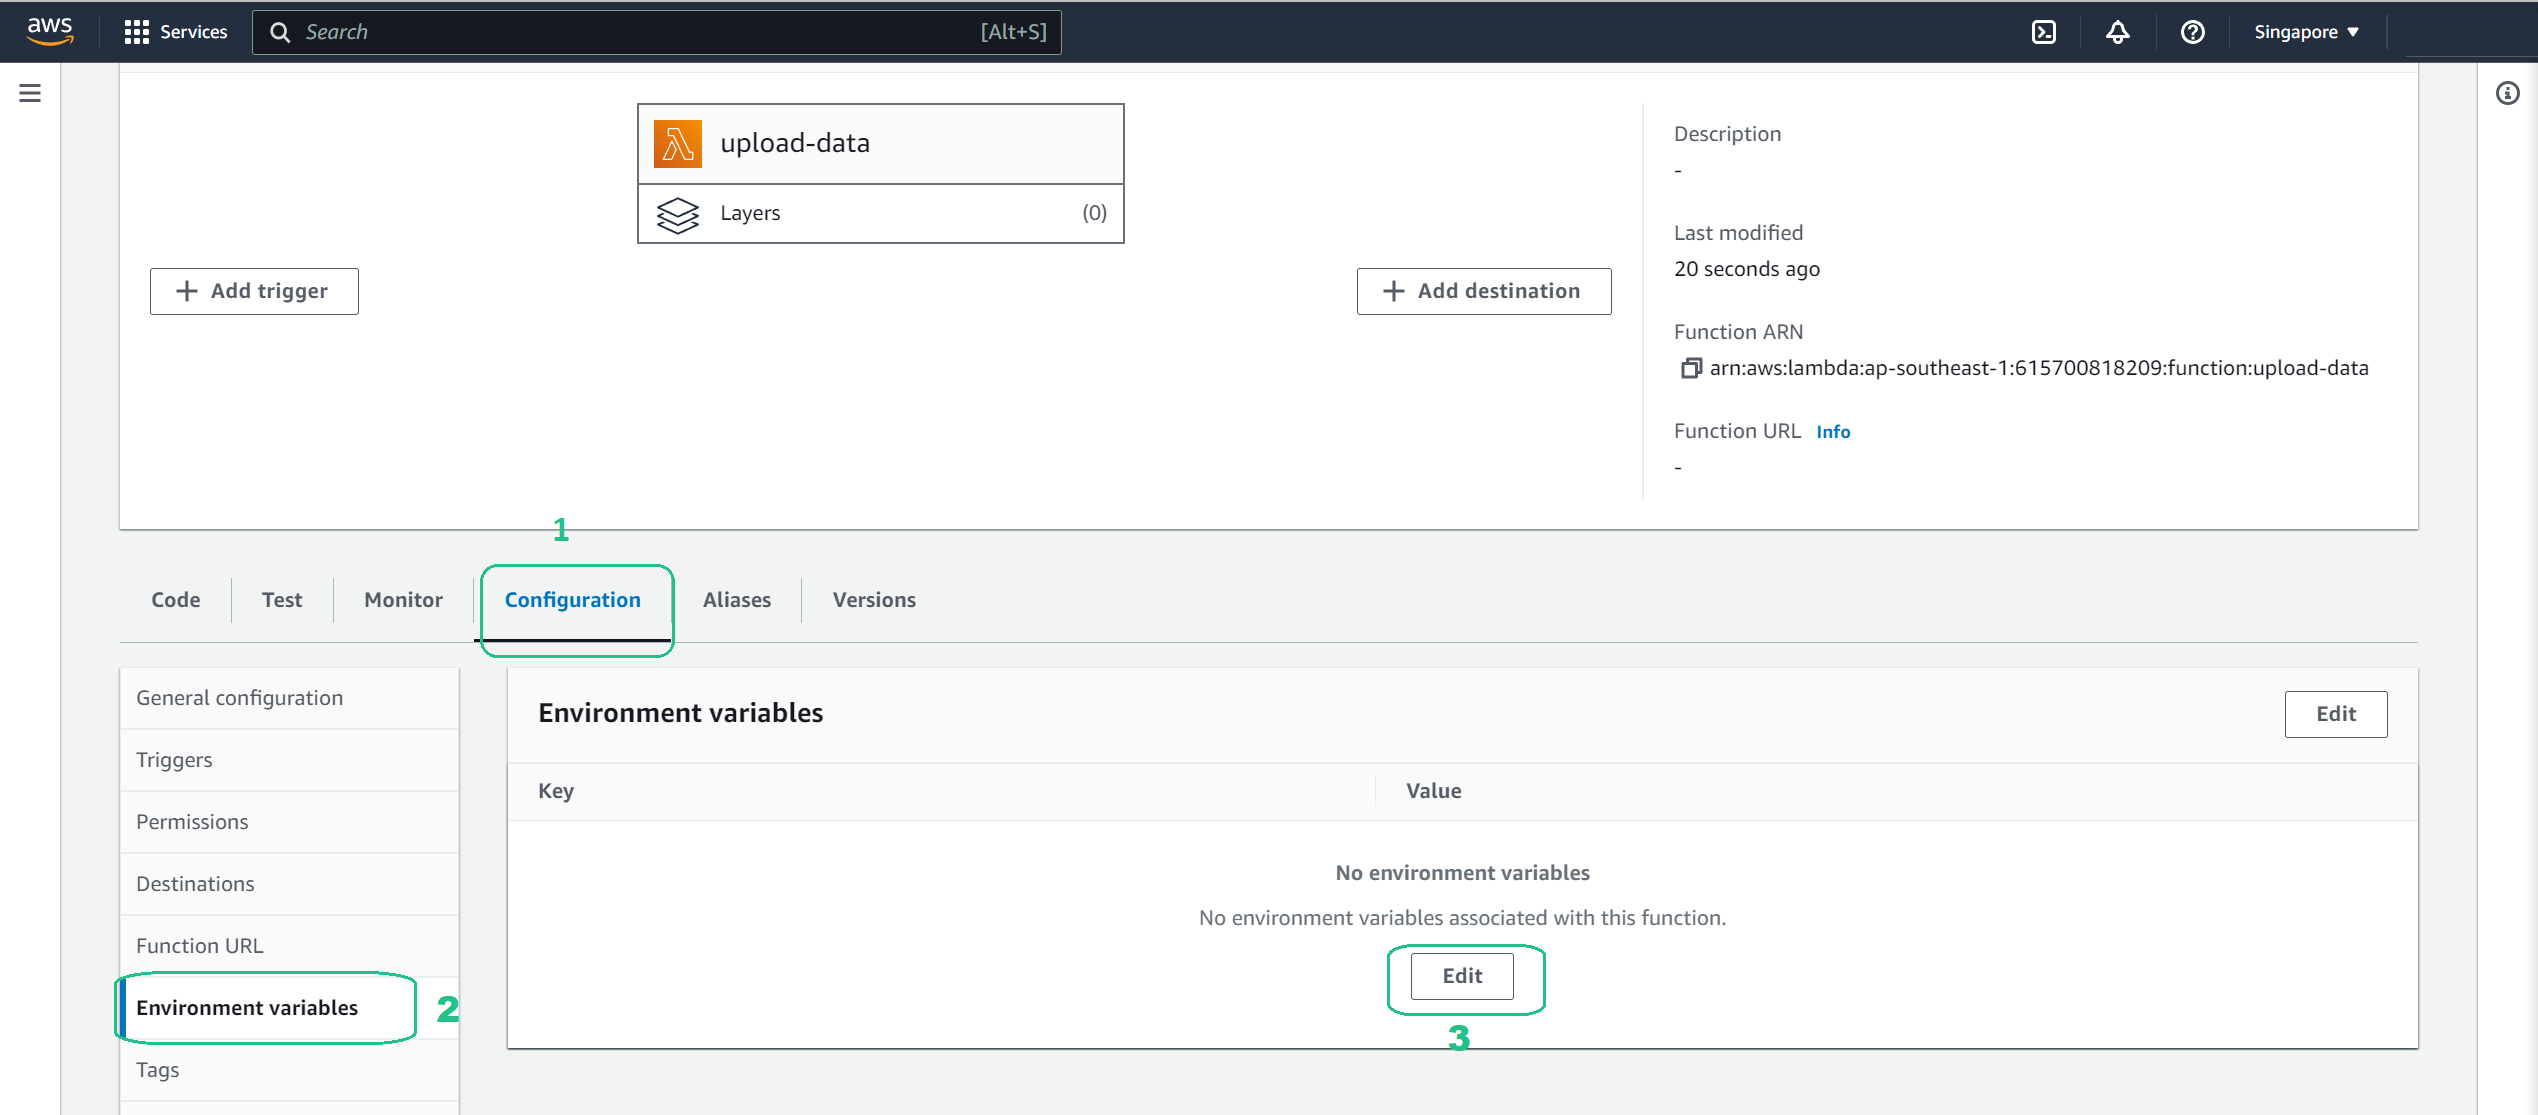 aws
Services
Search
[Alt+S]
Singapore
upload-data
Layers
(0)
Add trigger
Add destination
Description
-
Last modified
20 seconds ago
Function ARN
arn:aws:lambda:ap-southeast-1:615700818209:function:upload-data
Function URL Info
-
1
Code
Test
Monitor
Configuration
Aliases
Versions
General configuration
Triggers
Permissions
Destinations
Function URL
Environment variables
2
Tags
Environment variables
Edit
Key
Value
No environment variables
No environment variables associated with this function.
Edit
3